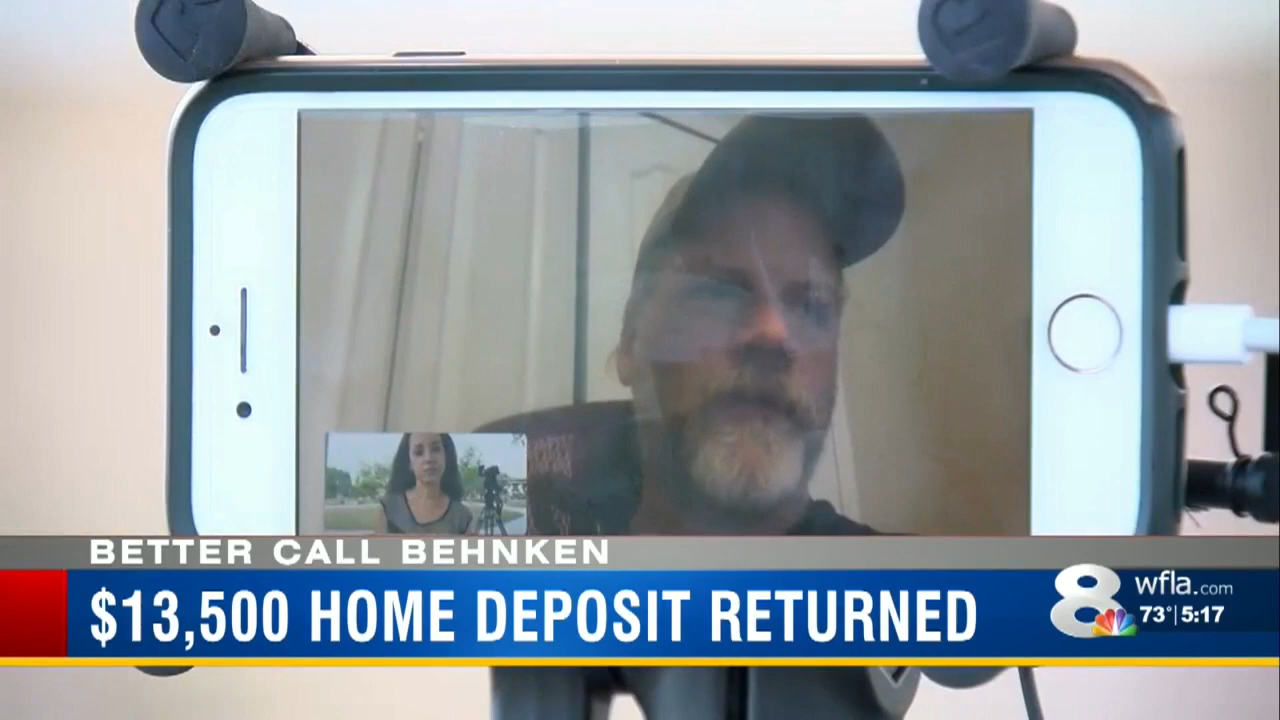 BETTER CALL BEHNKEN
$13,500 HOME DEPOSIT RETURNED
8
wfla.com
73° | 5:17